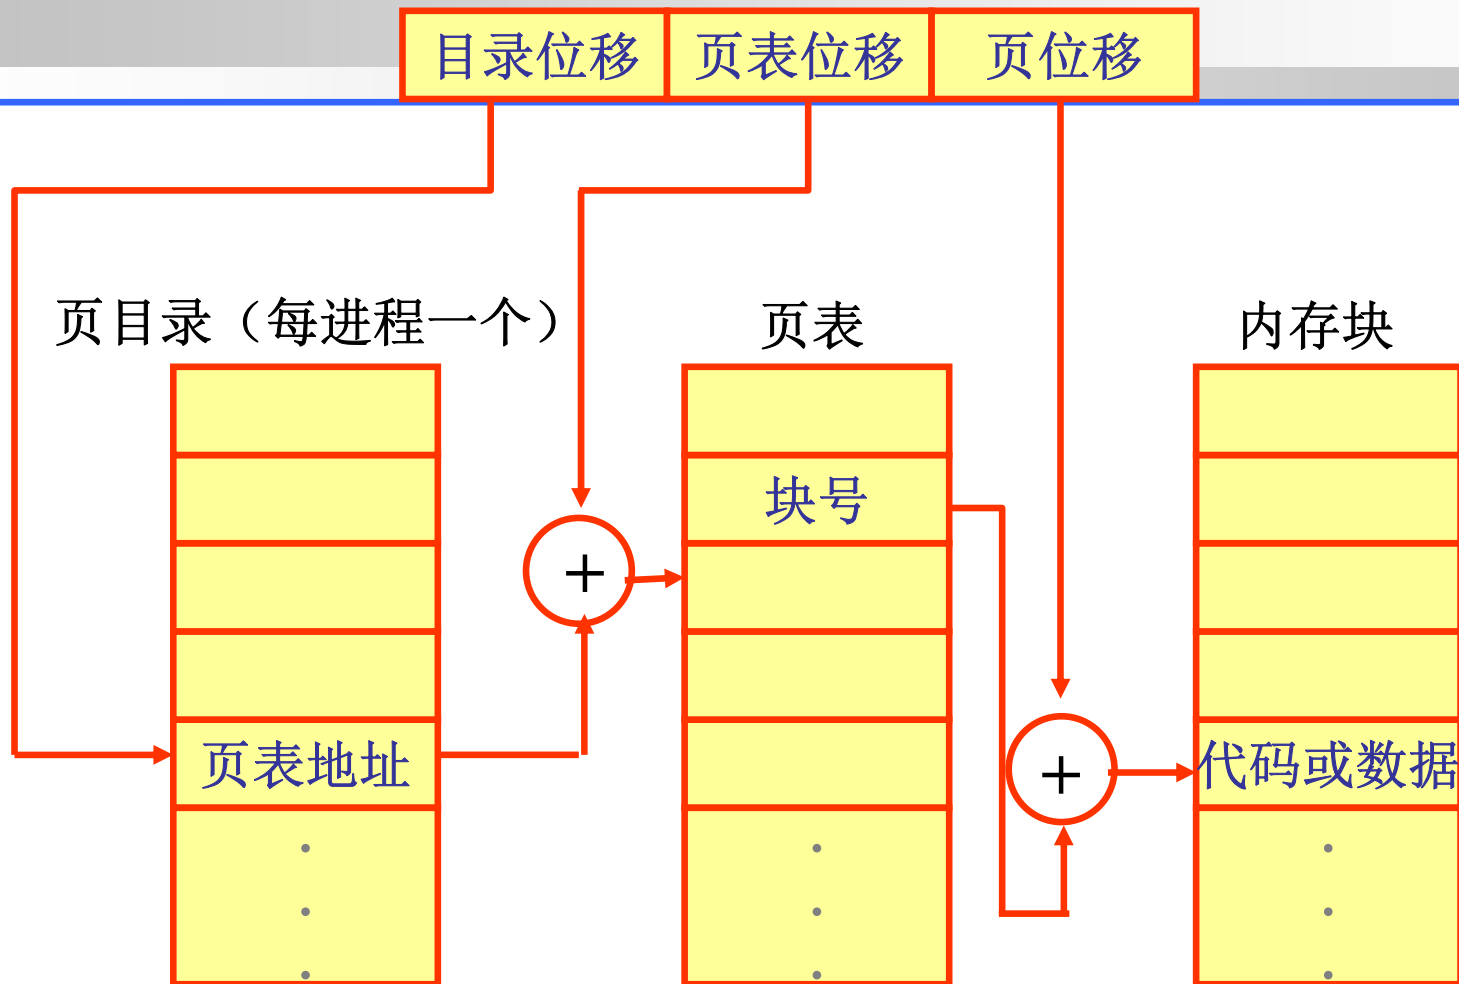 目录位移 页表位移 页位移
页目录（每进程一个） 页表 内存块
块号
+
页表地址 + 代码或数据